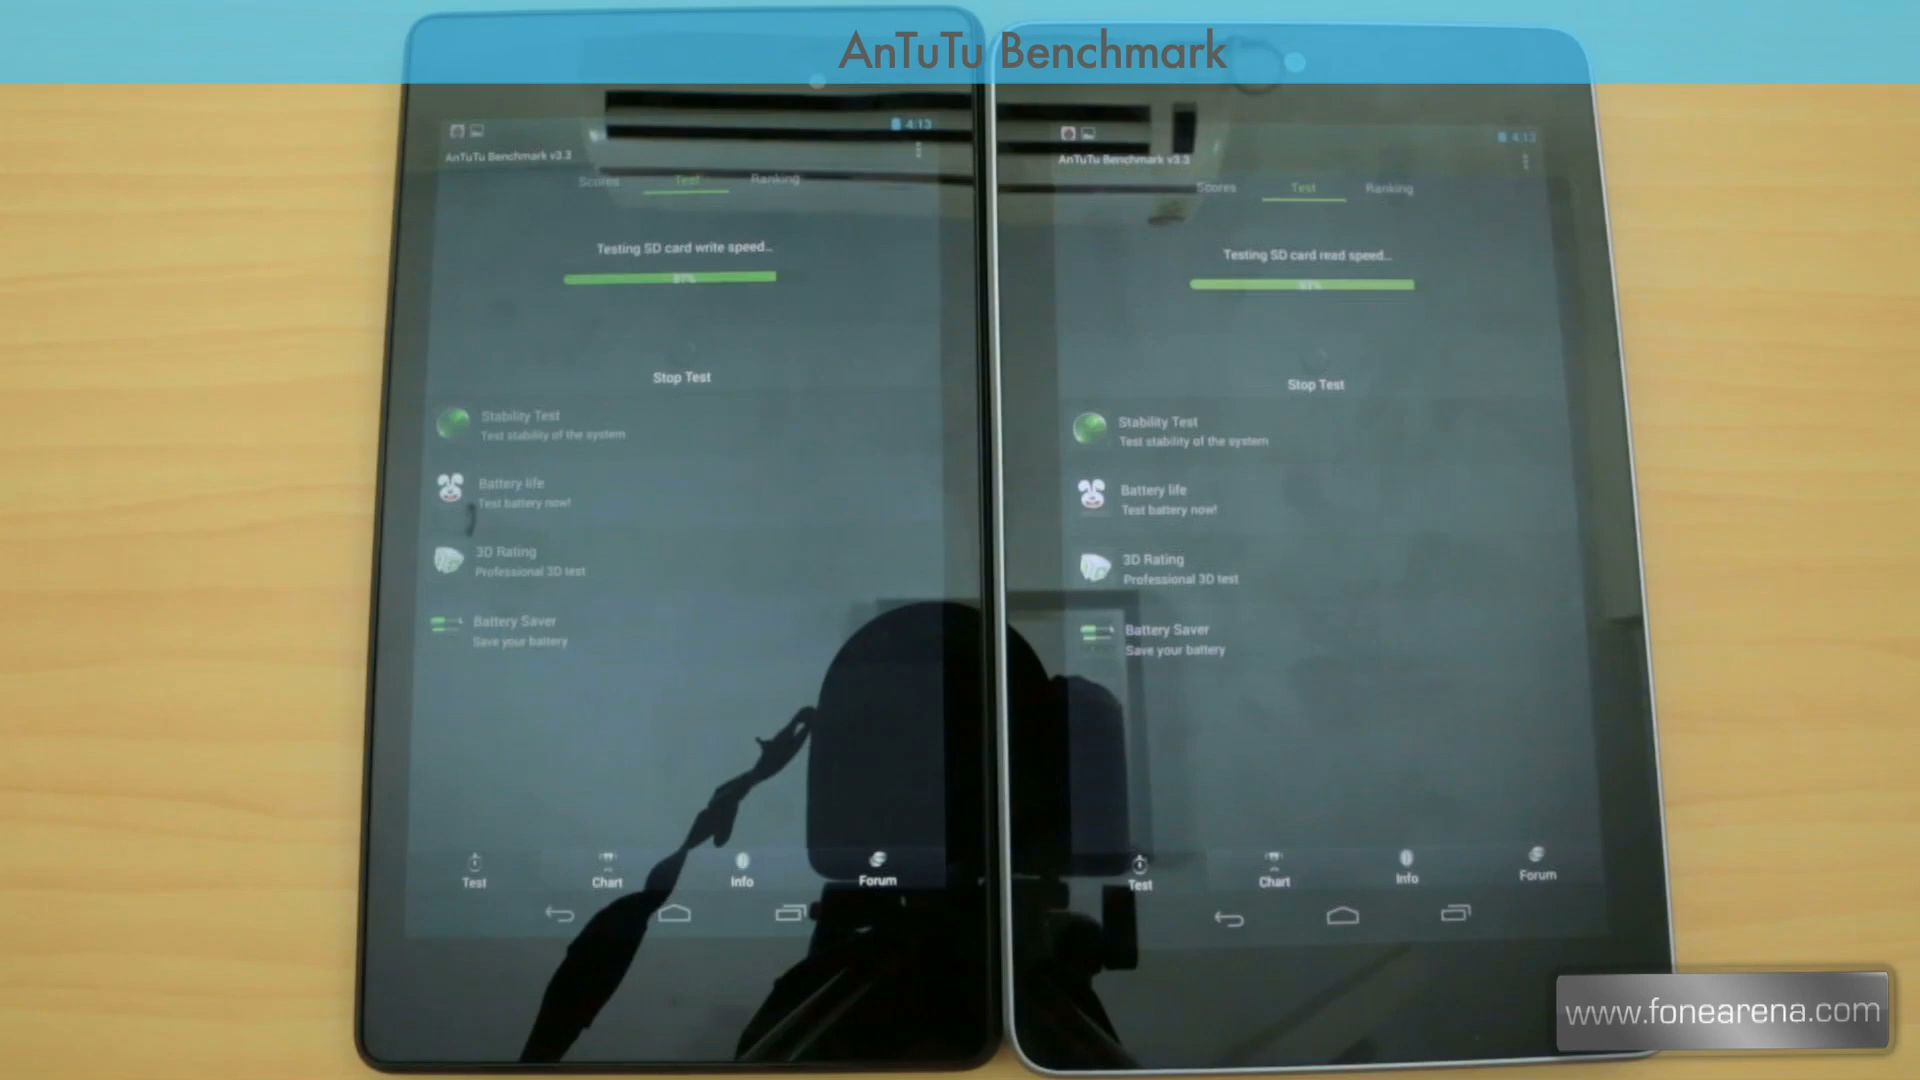 AnTuTu Benchmark
4:13
AnTuTu Benchmark v3.3
Scores Test Ranking
Testing SD card write speed...
Stop Test
Stability Test
Test stability of the system
Battery life
Test battery now!
3D Rating
Professional 3D test
Battery Saver
Save your battery
Test Chart Info Forum
4:13
AnTuTu Benchmark v3.3
Scores Test Ranking
Testing SD card read speed...
Stop Test
Stability Test
Test stability of the system
Battery life
Test battery now!
3D Rating
Professional 3D test
Battery Saver
Save your battery
Test Chart Info Forum
www.fonearena.com